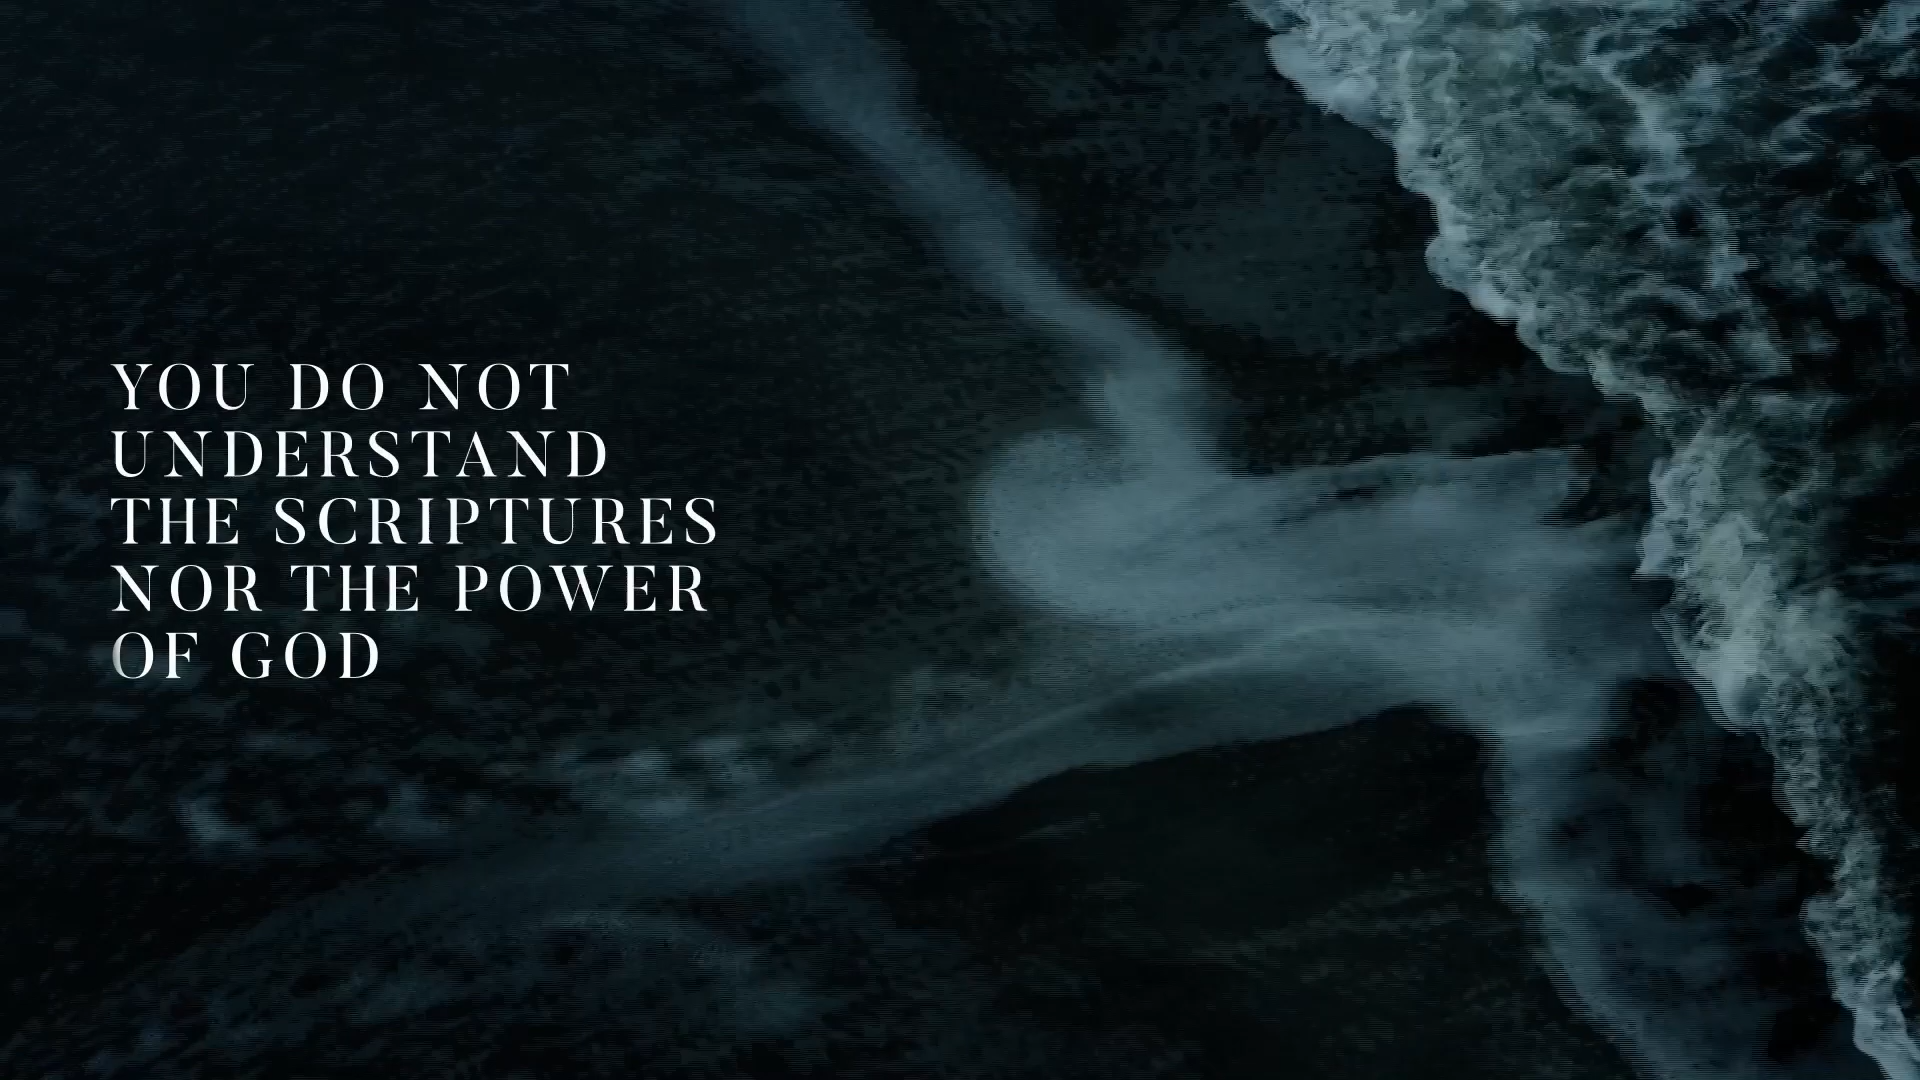 YOU DO NOT
UNDERSTAND
THE SCRIPTURES
NOR THE POWER
OF GOD